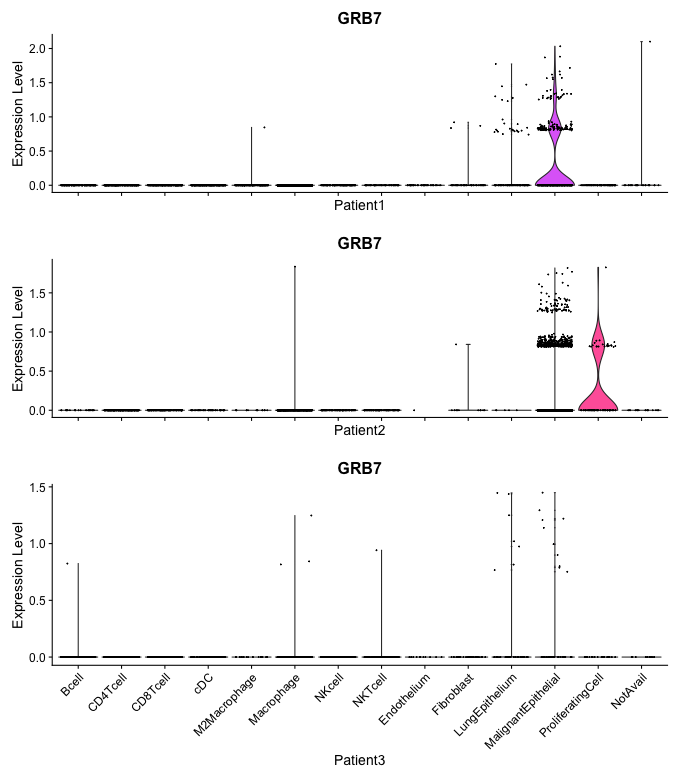 GRB7
Expression Level
2.0
1.5
1.0
0.5
0.0
Patient1
GRB7
Expression Level
1.5
1.0
0.5
0.0
Patient2
GRB7
Expression Level
1.5
1.0
0.5
0.0
Bcell
CD4Tcell
CD8Tcell
cDC
M2Macrophage
Macrophage
NKcell
NKTcell
Endothelium
Fibroblast
LungEpithelium
MalignantEpithelial
ProliferatingCell
NotAvail
Patient3